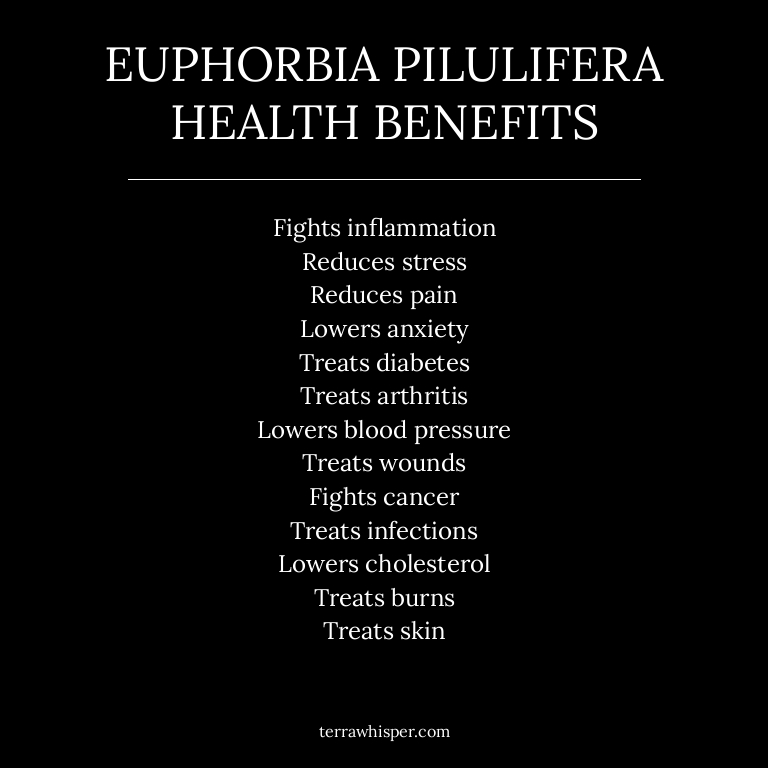 EUPHORBIA PILULIFERA
HEALTH BENEFITS
Fights inflammation
Reduces stress
Reduces pain
Lowers anxiety
Treats diabetes
Treats arthritis
Lowers blood pressure
Treats wounds
Fights cancer
Treats infections
Lowers cholesterol
Treats burns
Treats skin
terrawhisper.com